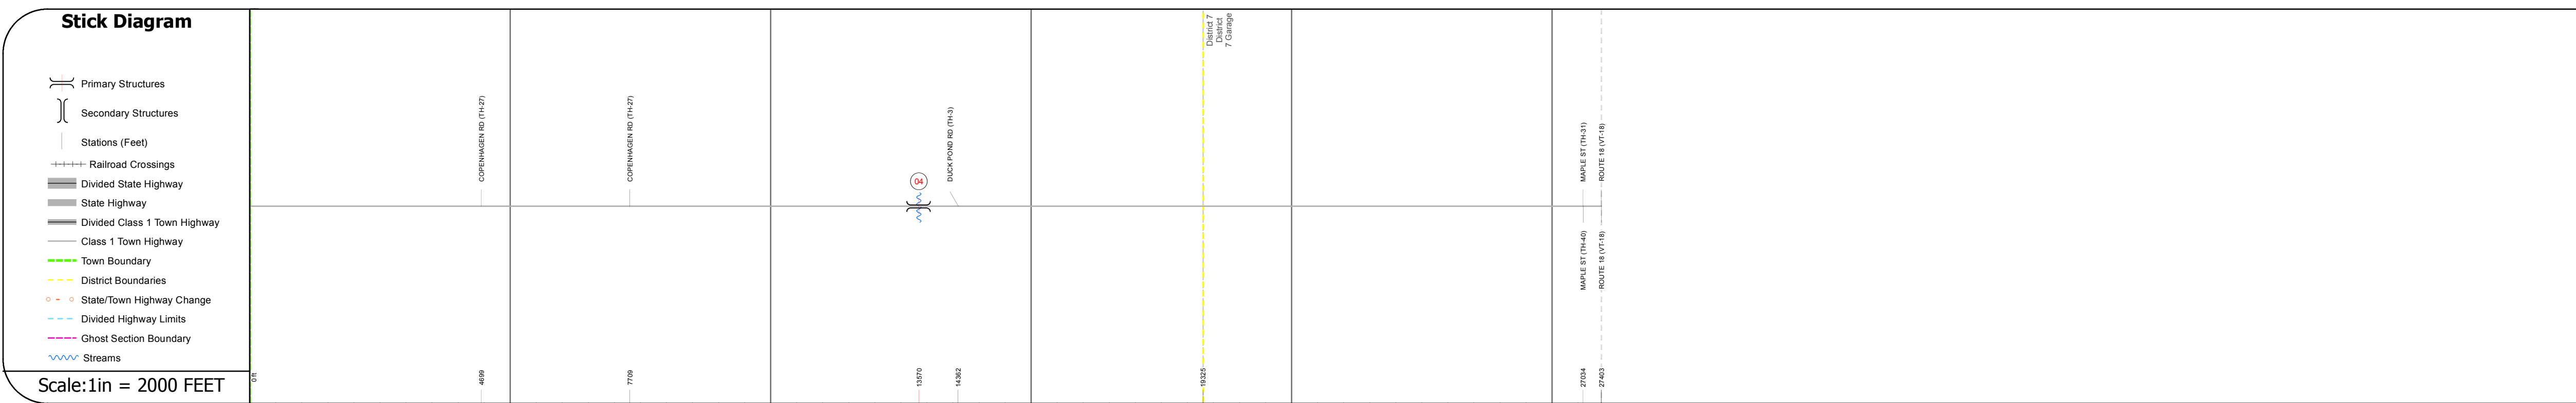 Stick Diagram
Primary Structures
Secondary Structures
Stations (Feet)
Railroad Crossings
Divided State Highway
State Highway
Divided Class 1 Town Highway
Class 1 Town Highway
Town Boundary
District Boundaries
State/Town Highway Change
Divided Highway Limits
Ghost Section Boundary
Streams
Scale:1in = 2000 FEET
COPENHAGEN RD (TH-27)
COPENHAGEN RD (TH-27)
04
DUCK POND RD (TH-3)
District 7
District
7 Garage
MAPLE ST (TH-31)
ROUTE 18 (VT-18)
MAPLE ST (TH-40)
ROUTE 18 (VT-18)
0 ft
4699
7709
13570
14362
19325
27034
27403